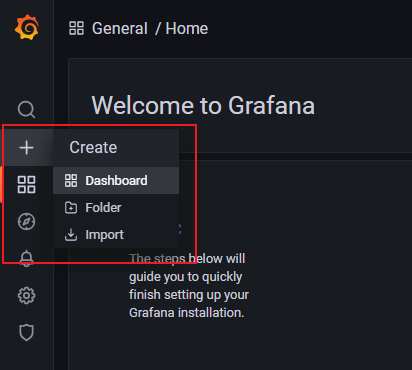 General / Home
Welcome to Grafana
Create
Dashboard
Folder
Import
The steps below will
guide you to quickly
finish setting up your
Grafana installation.